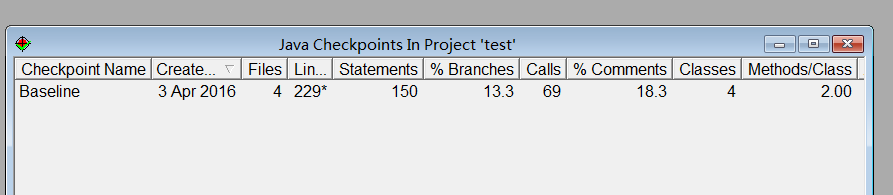 Java Checkpoints In Project 'test'
Checkpoint Name Create... Files Lin... Statements % Branches Calls % Comments Classes Methods/Class
Baseline 3 Apr 2016 4 229* 150 13.3 69 18.3 4 2.00